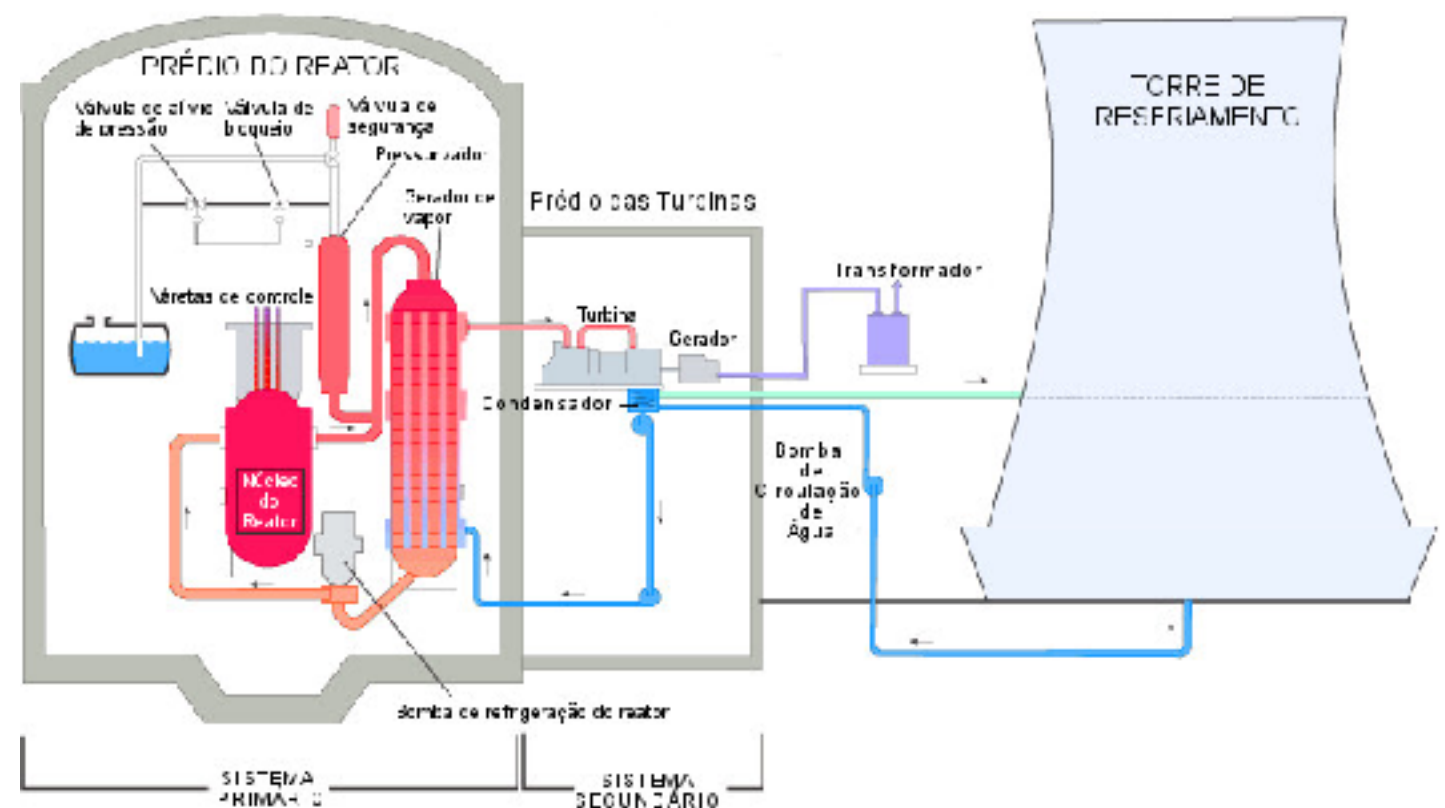 PRÉDIO DO REATOR
Válvula de alívio
de pressão
Válvula de
bloqueio
Válvula de
segurança
Pressurizador
Gerador de
vapor
Varetas de controle
Núcleo
do
Reator
Bomba de refrigeração do reator
SISTEMA
PRIMÁRIO
Prédio das Turbinas
Turbina
Gerador
Condensador
SISTEMA
SECUNDÁRIO
Transformador
Bomba
de
Circulação
de
Água
TORRE DE
RESFRIAMENTO